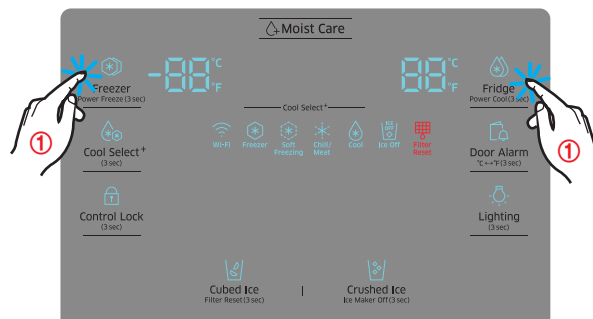 Moist Care
-88 °C
°F
88 °C
°F
Freezer
Power Freeze (3 sec)
Fridge
Power Cool (3 sec)
Cool Select+
Wi-Fi
Freezer
Soft
Freezing
Chill/
Meat
Cool
ICE
OFF
Ice Off
Filter
Reset
①
Cool Select+
(3 sec)
Door Alarm
°C ↔ °F (3 sec)
①
Control Lock
(3 sec)
Lighting
(3 sec)
Cubed Ice
Filter Reset (3 sec)
|
Crushed Ice
Ice Maker Off (3 sec)